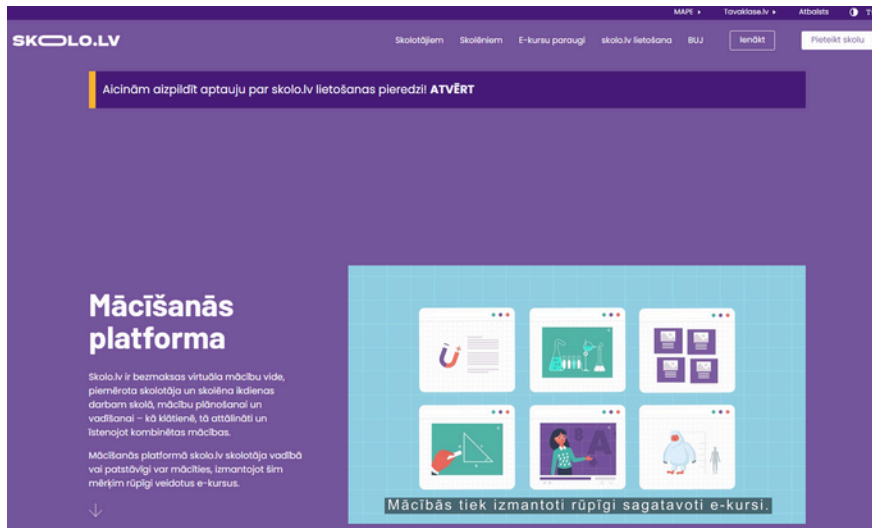 MAPE
Tavaklase.lv
Atbalsts
SKOLO.LV
Skolotājiem
Skolēniem
E-kursu paraugi
skolo.lv lietošana
BUJ
Ienākt
Pieteikt skolu
Aicinām aizpildīt aptauju par skolo.lv lietošanas pieredzi! ATVĒRT
Mācīšanās
platforma
Skolo.lv ir bezmaksas virtuāla mācību vide,
piemērota skolotāja un skolēna ikdienas
darbam skolā, mācību plānošanai un
vadīšanai – kā klātienē, tā attālināti un
īstenojot kombinētas mācības.
Mācīšanās platformā skolo.lv skolotāja vadībā
vai patstāvīgi var mācīties, izmantojot šim
mērķim rūpīgi veidotus e-kursus.
A
Mācībās tiek izmantoti rūpīgi sagatavoti e-kursi.